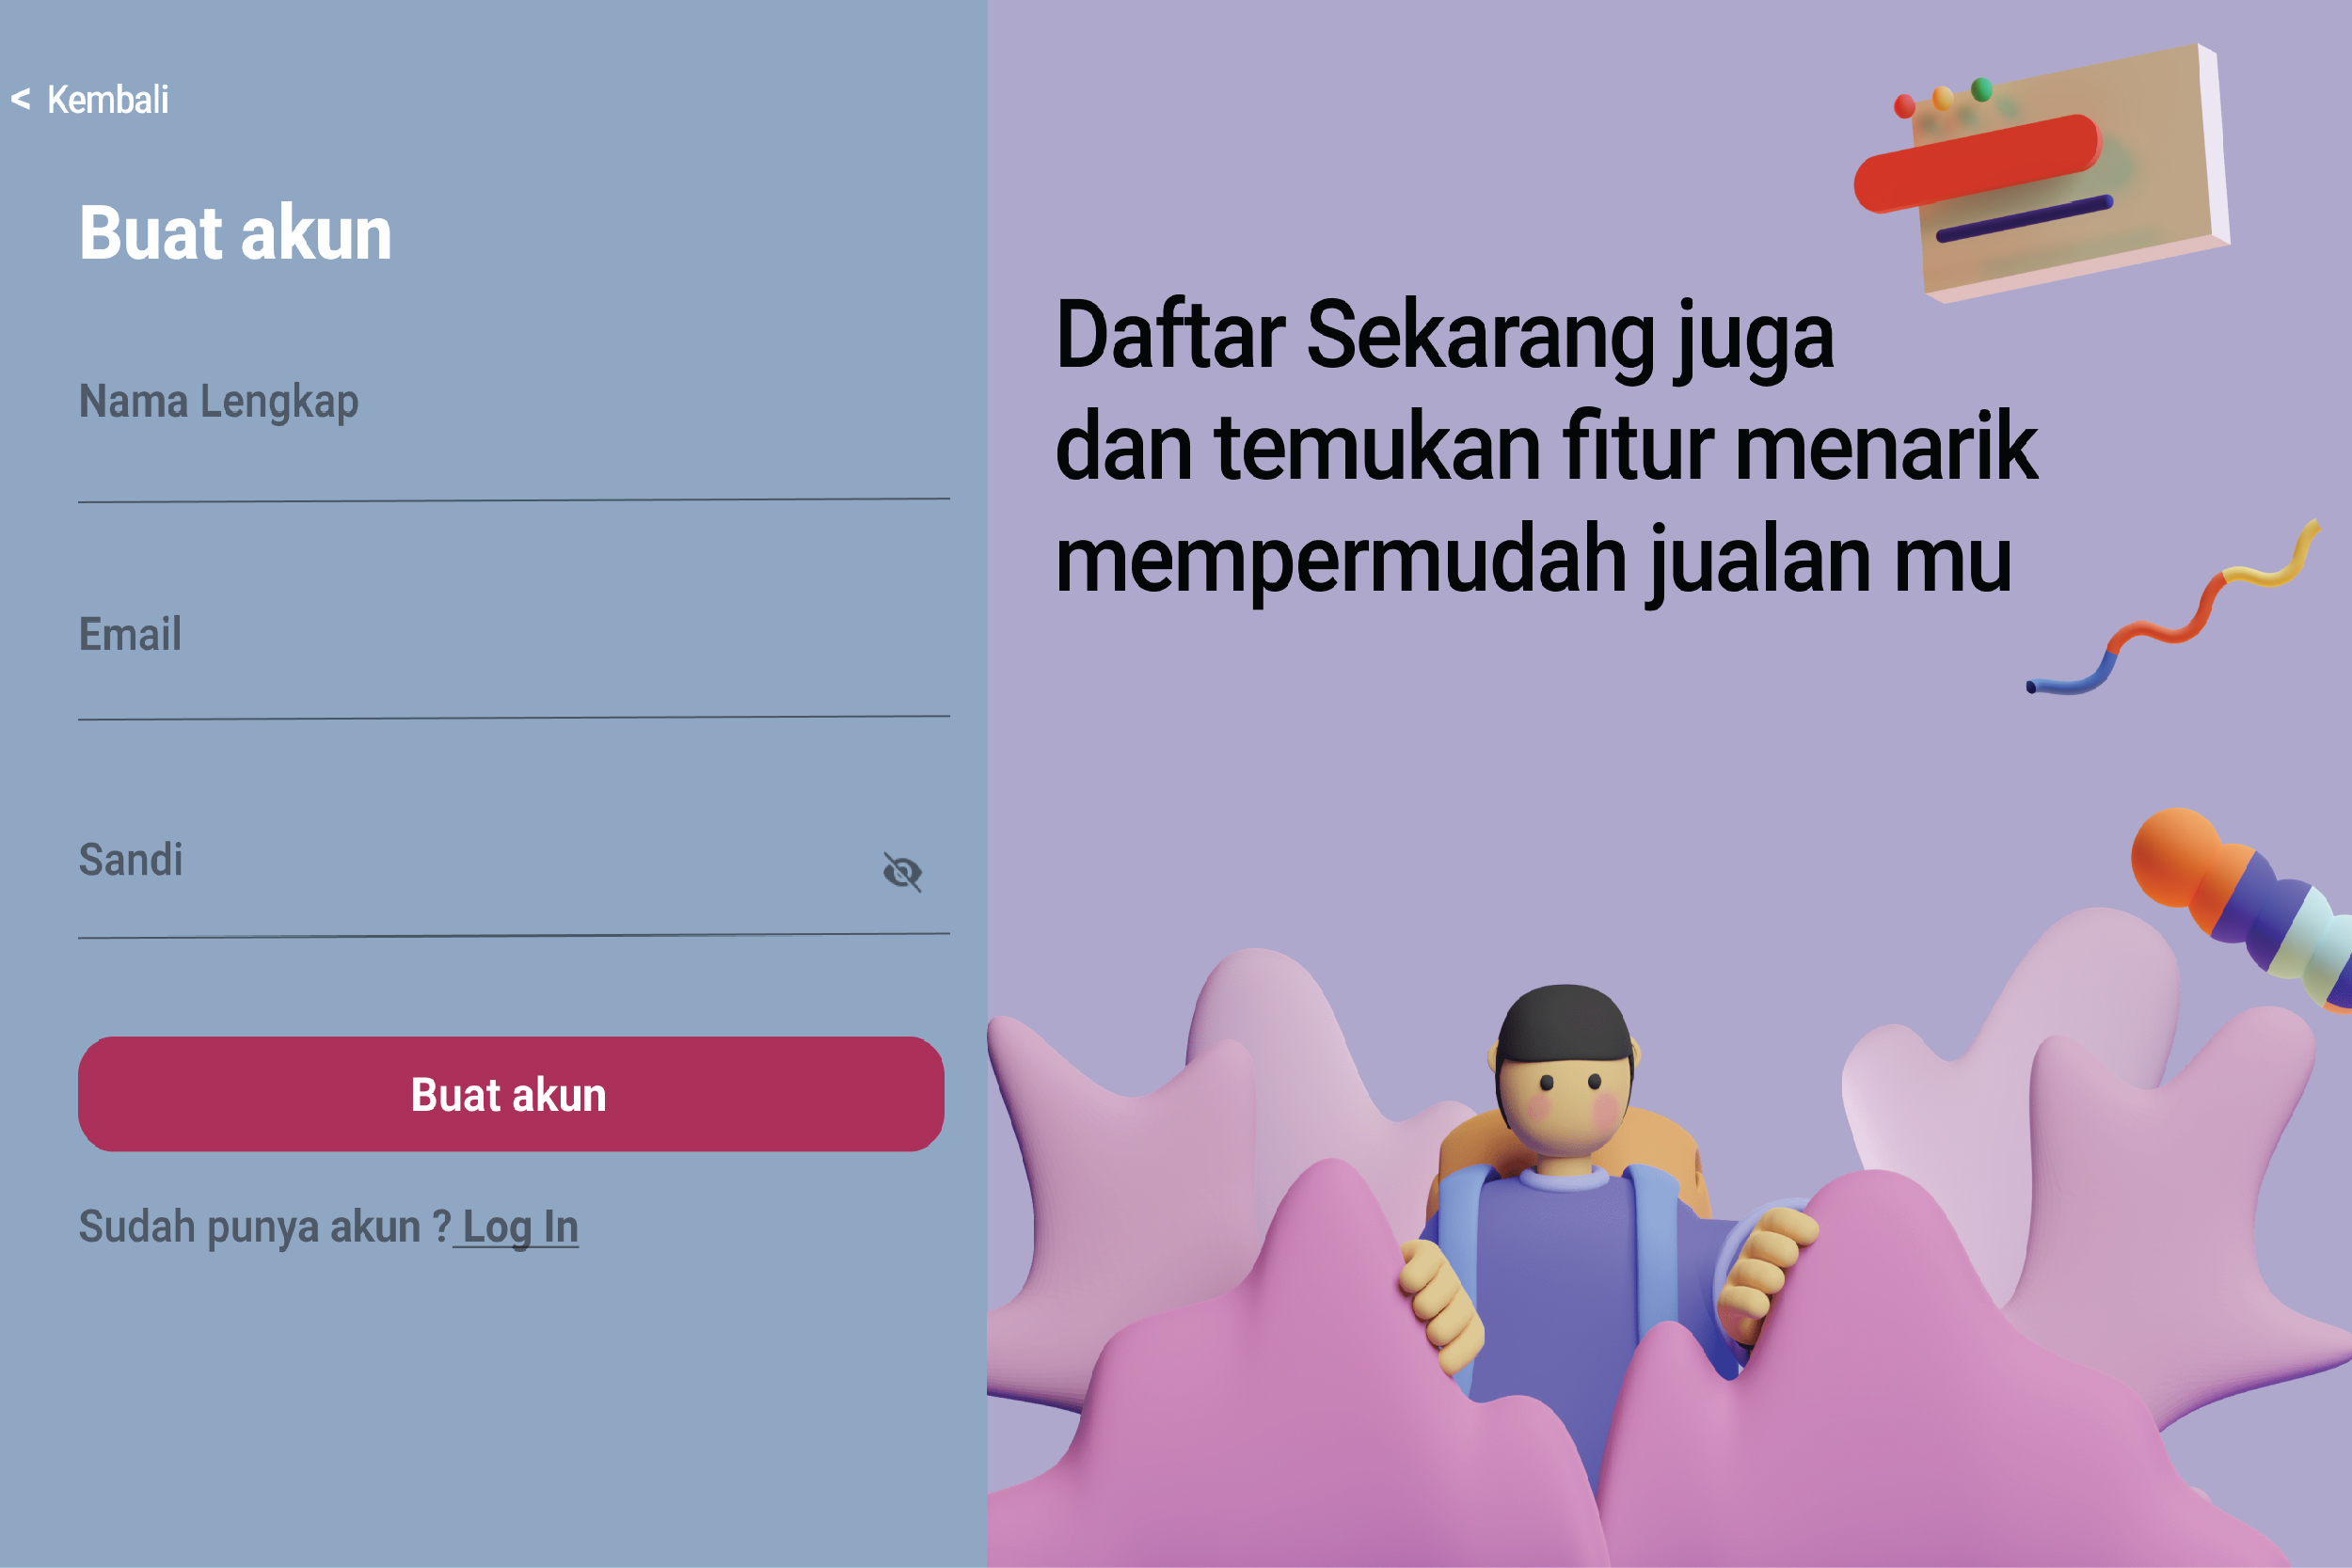 < Kembali
Buat akun
Nama Lengkap
Email
Sandi
Buat akun
Sudah punya akun ? Log In
Daftar Sekarang juga
dan temukan fitur menarik
mempermudah jualan mu